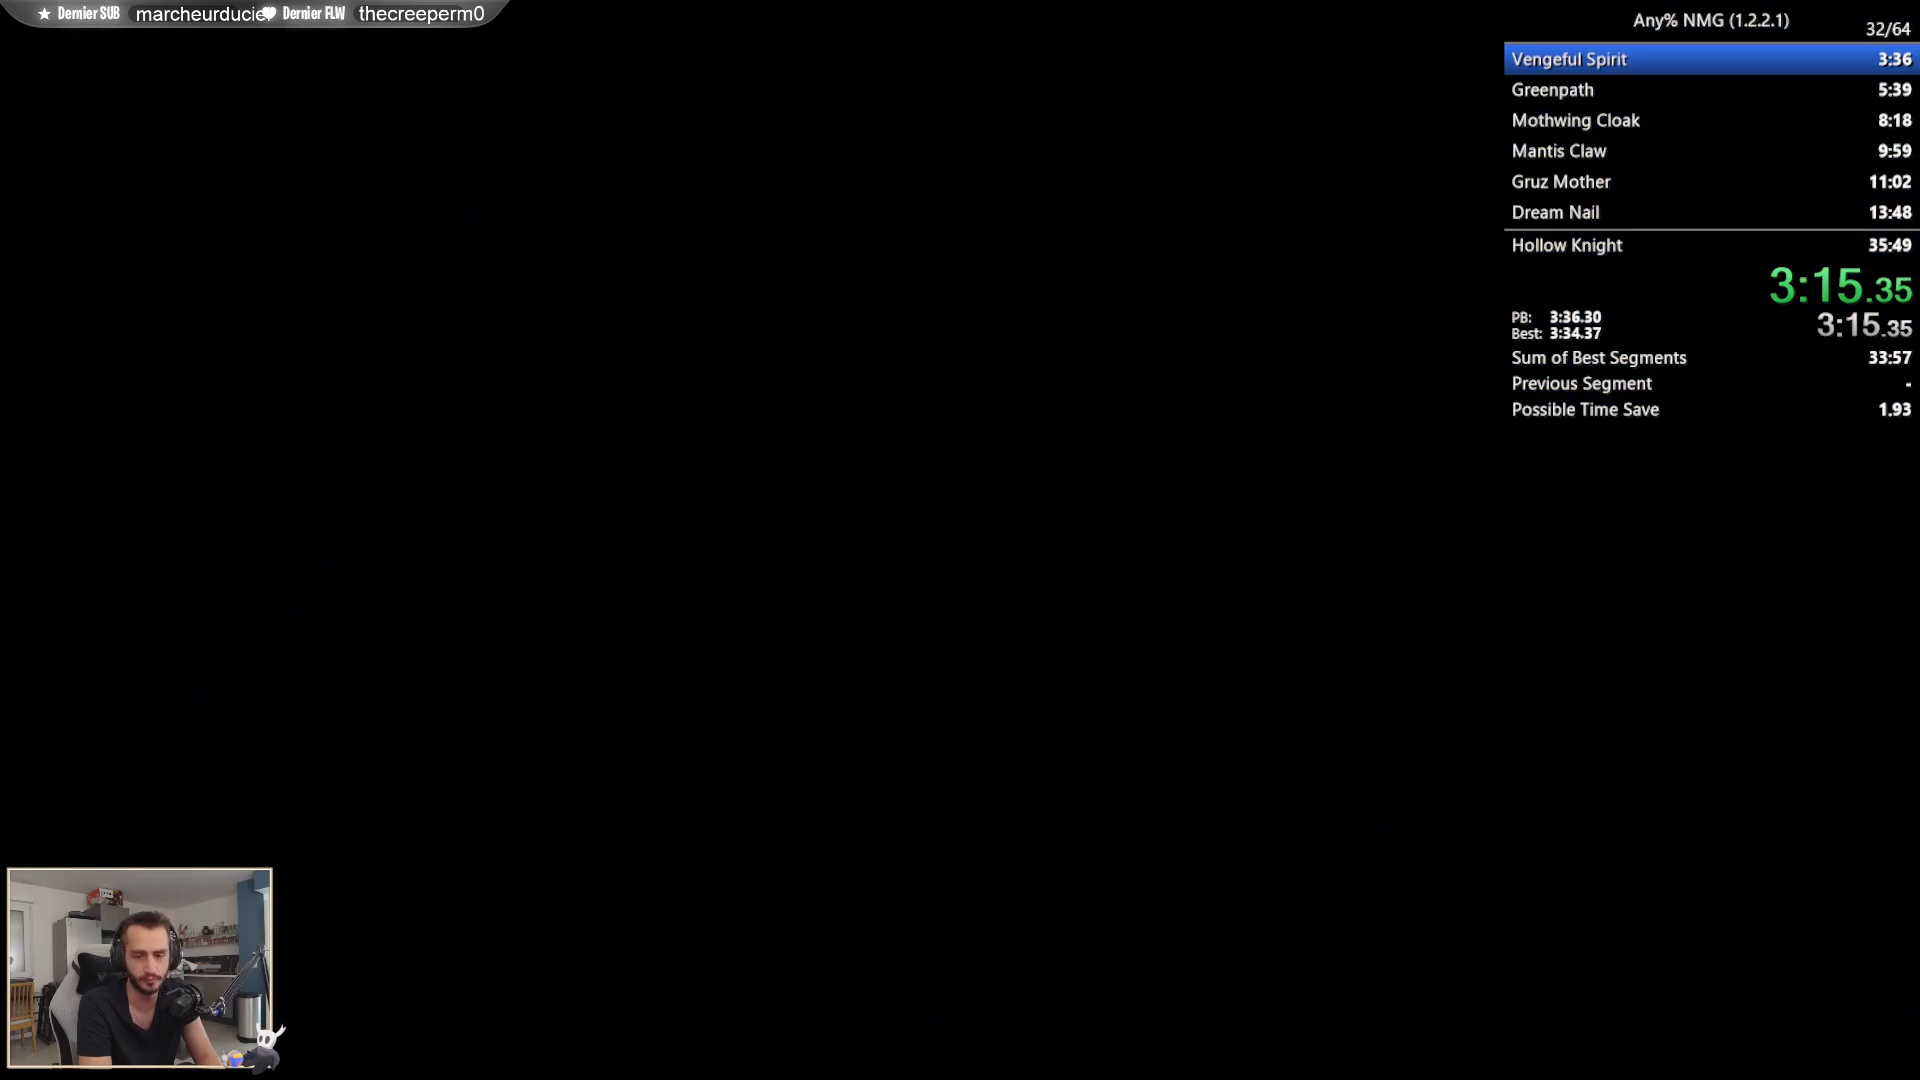 ★ Dernier SUB marcheurducie Dernier FLW thecreeperm0
Any% NMG (1.2.2.1)
32/64
Vengeful Spirit 3:36
Greenpath 5:39
Mothwing Cloak 8:18
Mantis Claw 9:59
Gruz Mother 11:02
Dream Nail 13:48
Hollow Knight 35:49
3:15.35
PB: 3:36.30
Best: 3:34.37
3:15.35
Sum of Best Segments 33:57
Previous Segment -
Possible Time Save 1.93